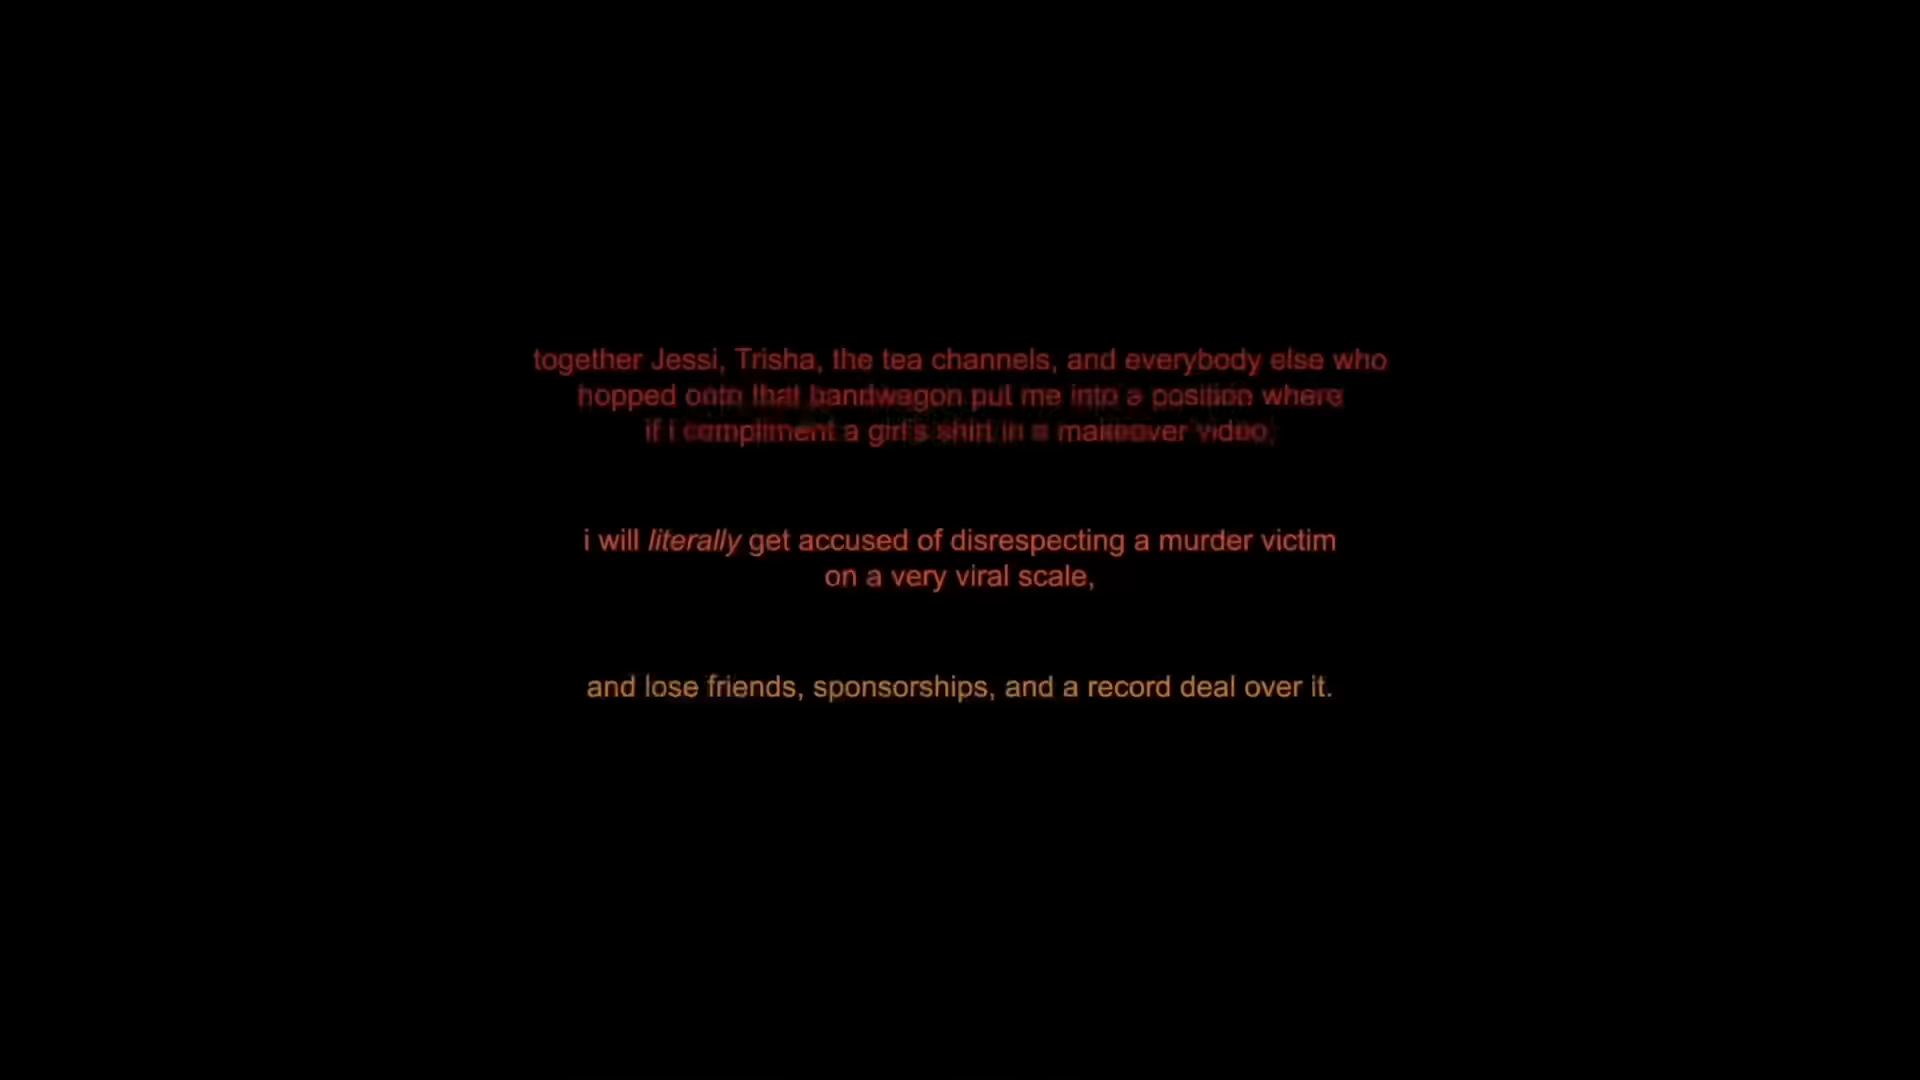 together Jessi, Trisha, the tea channels, and everybody else who
hopped onto that bandwagon put me into a position where
if i compliment a girl's shirt in a makeover video,
i will literally get accused of disrespecting a murder victim
on a very viral scale,
and lose friends, sponsorships, and a record deal over it.